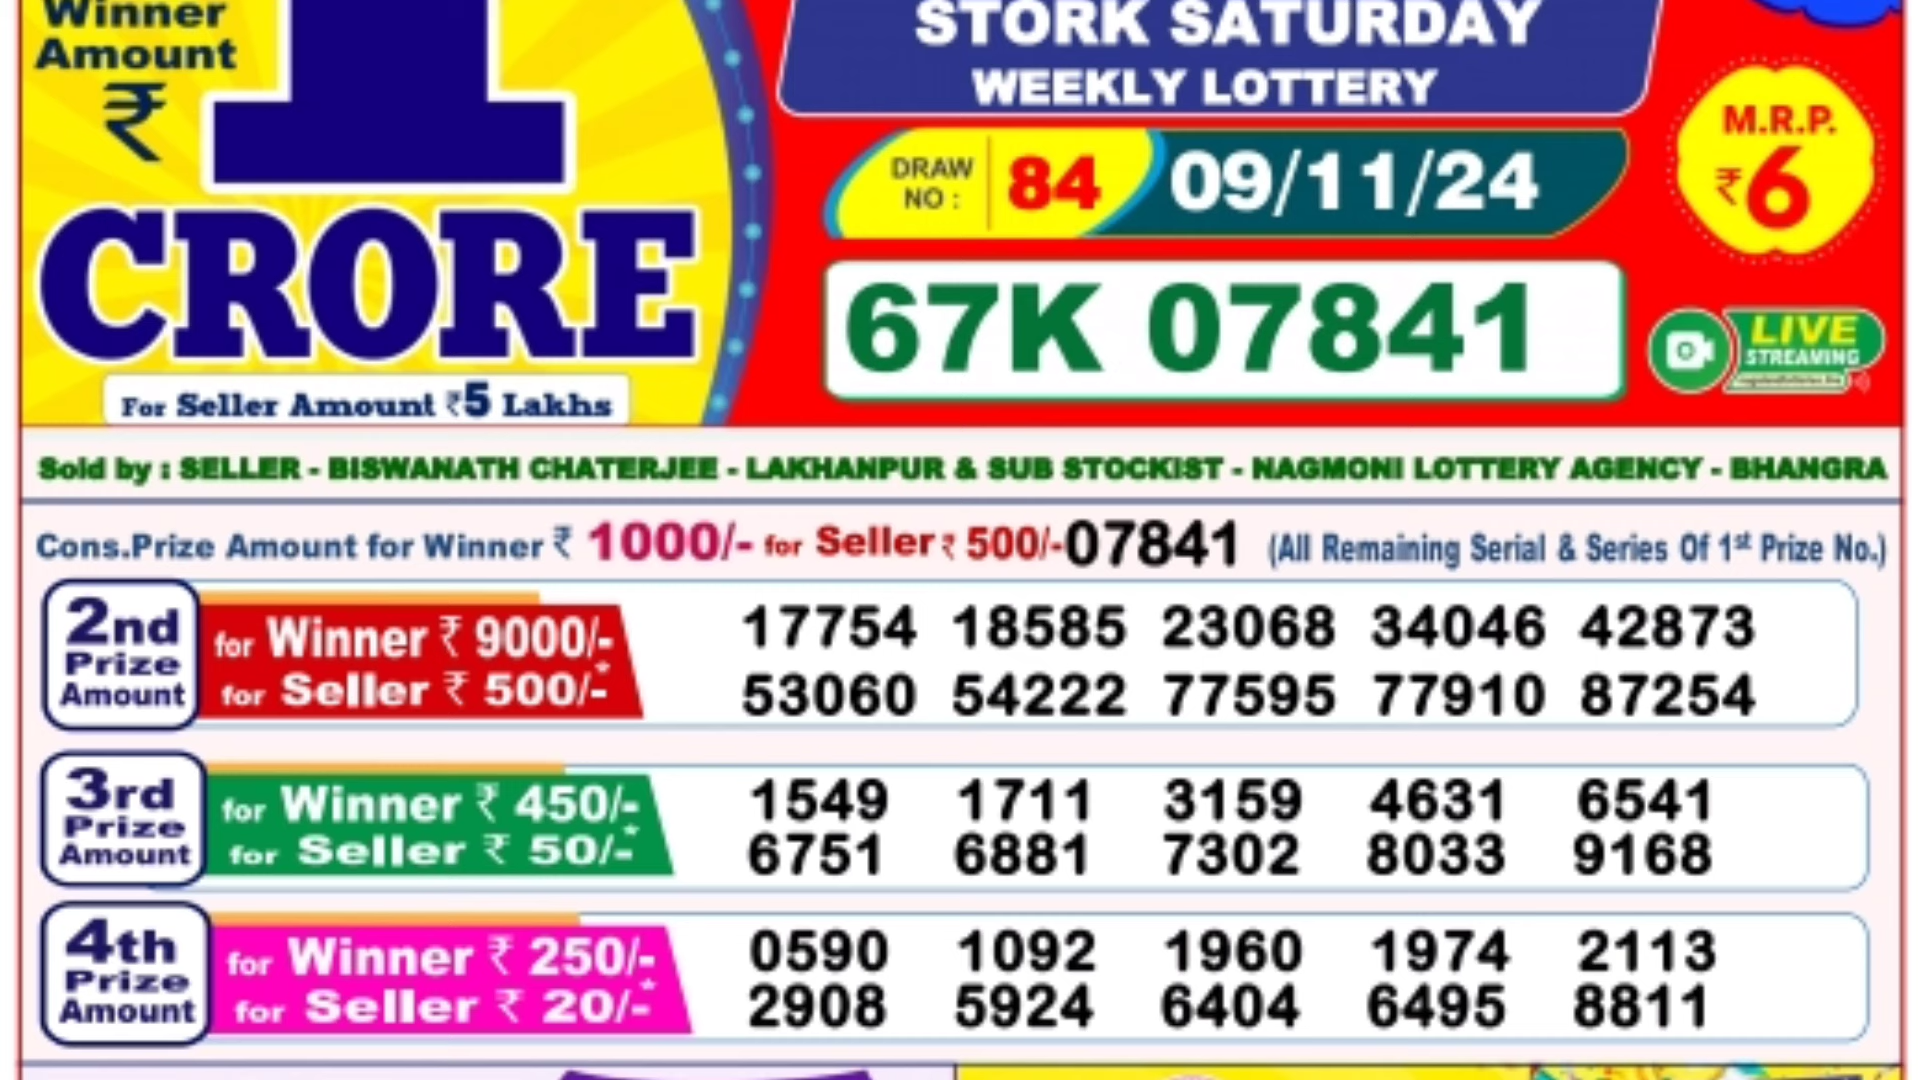 Winner
Amount
₹
1
CRORE
For Seller Amount ₹5 Lakhs
STORK SATURDAY
WEEKLY LOTTERY
DRAW NO : 84 09/11/24
M.R.P.
₹6
67K 07841
LIVE
STREAMING
Sold by : SELLER - BISWANATH CHATERJEE - LAKHANPUR & SUB STOCKIST - NAGMONI LOTTERY AGENCY - BHANGRA
Cons.Prize Amount for Winner ₹ 1000/- for Seller ₹ 500/- 07841 (All Remaining Serial & Series Of 1st Prize No.)
2nd
Prize
Amount
for Winner ₹ 9000/-
for Seller ₹ 500/-*
17754 18585 23068 34046 42873
53060 54222 77595 77910 87254
3rd
Prize
Amount
for Winner ₹ 450/-
for Seller ₹ 50/-*
1549 1711 3159 4631 6541
6751 6881 7302 8033 9168
4th
Prize
Amount
for Winner ₹ 250/-
for Seller ₹ 20/-*
0590 1092 1960 1974 2113
2908 5924 6404 6495 8811